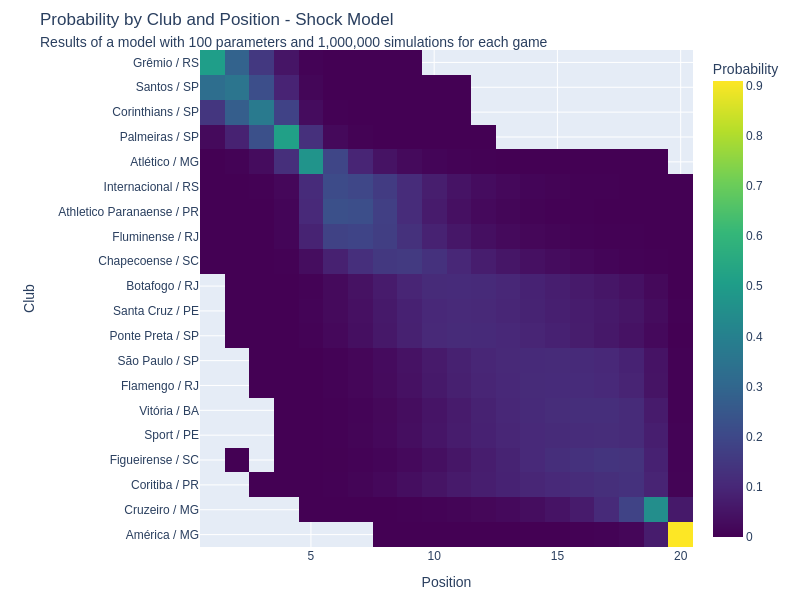 Probability by Club and Position - Shock Model
Results of a model with 100 parameters and 1,000,000 simulations for each game
Probability
Club
Grêmio / RS
Santos / SP
Corinthians / SP
Palmeiras / SP
Atlético / MG
Internacional / RS
Athletico Paranaense / PR
Fluminense / RJ
Chapecoense / SC
Botafogo / RJ
Santa Cruz / PE
Ponte Preta / SP
São Paulo / SP
Flamengo / RJ
Vitória / BA
Sport / PE
Figueirense / SC
Coritiba / PR
Cruzeiro / MG
América / MG
5 10 15 20
Position
0.9
0.8
0.7
0.6
0.5
0.4
0.3
0.2
0.1
0